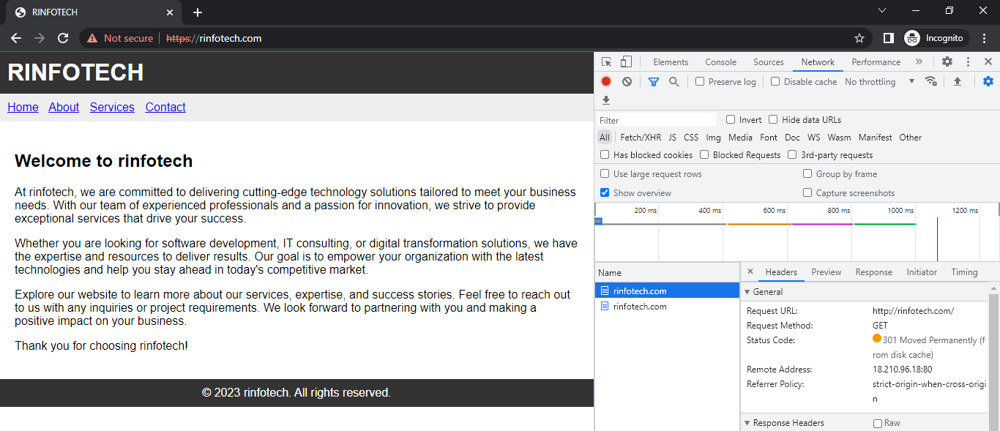 RINFOTECH
Not secure https://rinfotech.com Incognito
RINFOTECH
Home About Services Contact
Welcome to rinfotech
At rinfotech, we are committed to delivering cutting-edge technology solutions tailored to meet your business
needs. With our team of experienced professionals and a passion for innovation, we strive to provide
exceptional services that drive your success.
Whether you are looking for software development, IT consulting, or digital transformation solutions, we have
the expertise and resources to deliver results. Our goal is to empower your organization with the latest
technologies and help you stay ahead in today's competitive market.
Explore our website to learn more about our services, expertise, and success stories. Feel free to reach out
to us with any inquiries or project requirements. We look forward to partnering with you and making a
positive impact on your business.
Thank you for choosing rinfotech!
© 2023 rinfotech. All rights reserved.
Elements Console Sources Network Performance
Preserve log Disable cache No throttling
Filter Invert Hide data URLs
All Fetch/XHR JS CSS Img Media Font Doc WS Wasm Manifest Other
Has blocked cookies Blocked Requests 3rd-party requests
Use large request rows Group by frame
Show overview Capture screenshots
200 ms 400 ms 600 ms 800 ms 1000 ms 1200 ms
Name
rinfotech.com
rinfotech.com
Headers Preview Response Initiator Timing
General
Request URL: http://rinfotech.com/
Request Method: GET
Status Code: 301 Moved Permanently (f
rom disk cache)
Remote Address: 18.210.96.18:80
Referrer Policy: strict-origin-when-cross-origi
n
Response Headers Raw